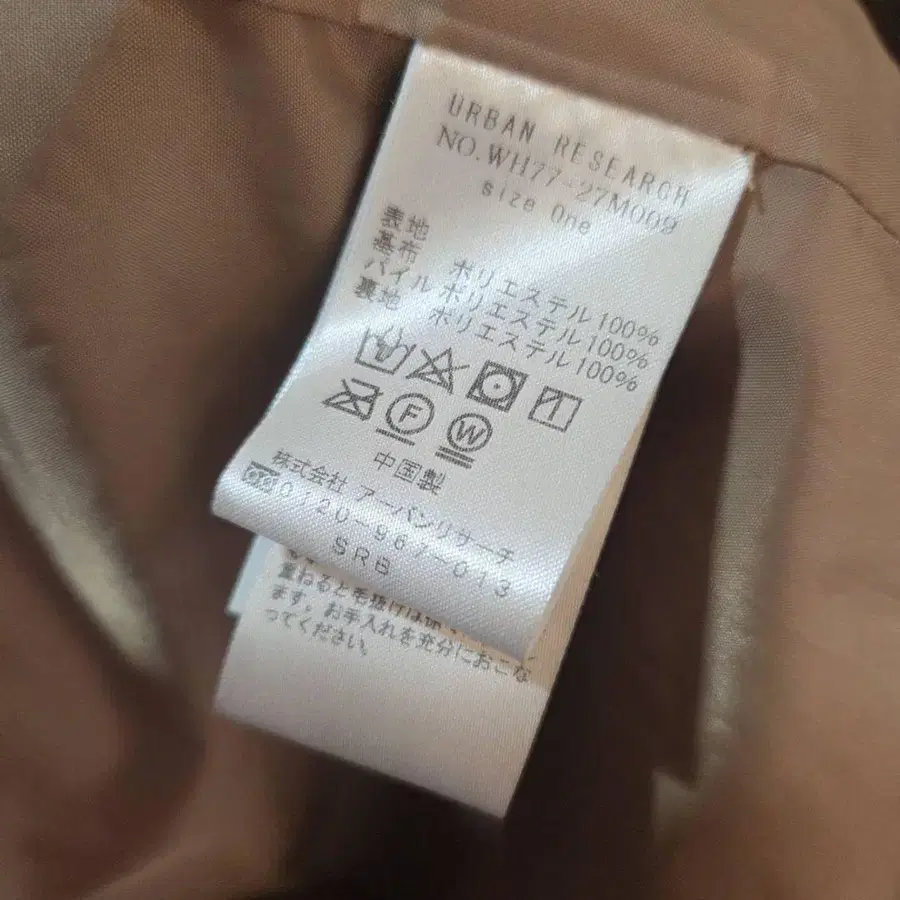 URBAN RESEARCH
NO.WH77-27M009
size One
表地
基布 ポリエステル100%
パイル ポリエステル100%
裏地 ポリエステル100%
F W
中国製
株式会社 アーバンリサーチ
0120-967-013
SRB
重ねると毛抜けは
ます。お手入れを充分におこな
ってください。